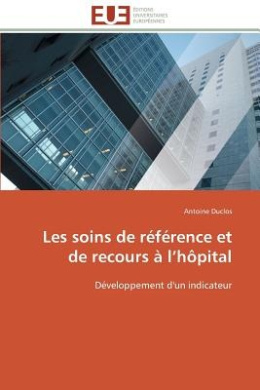 EUE
ÉDITIONS
UNIVERSITAIRES
EUROPÉENNES
Antoine Duclos
Les soins de référence et
de recours à l'hôpital
Développement d'un indicateur